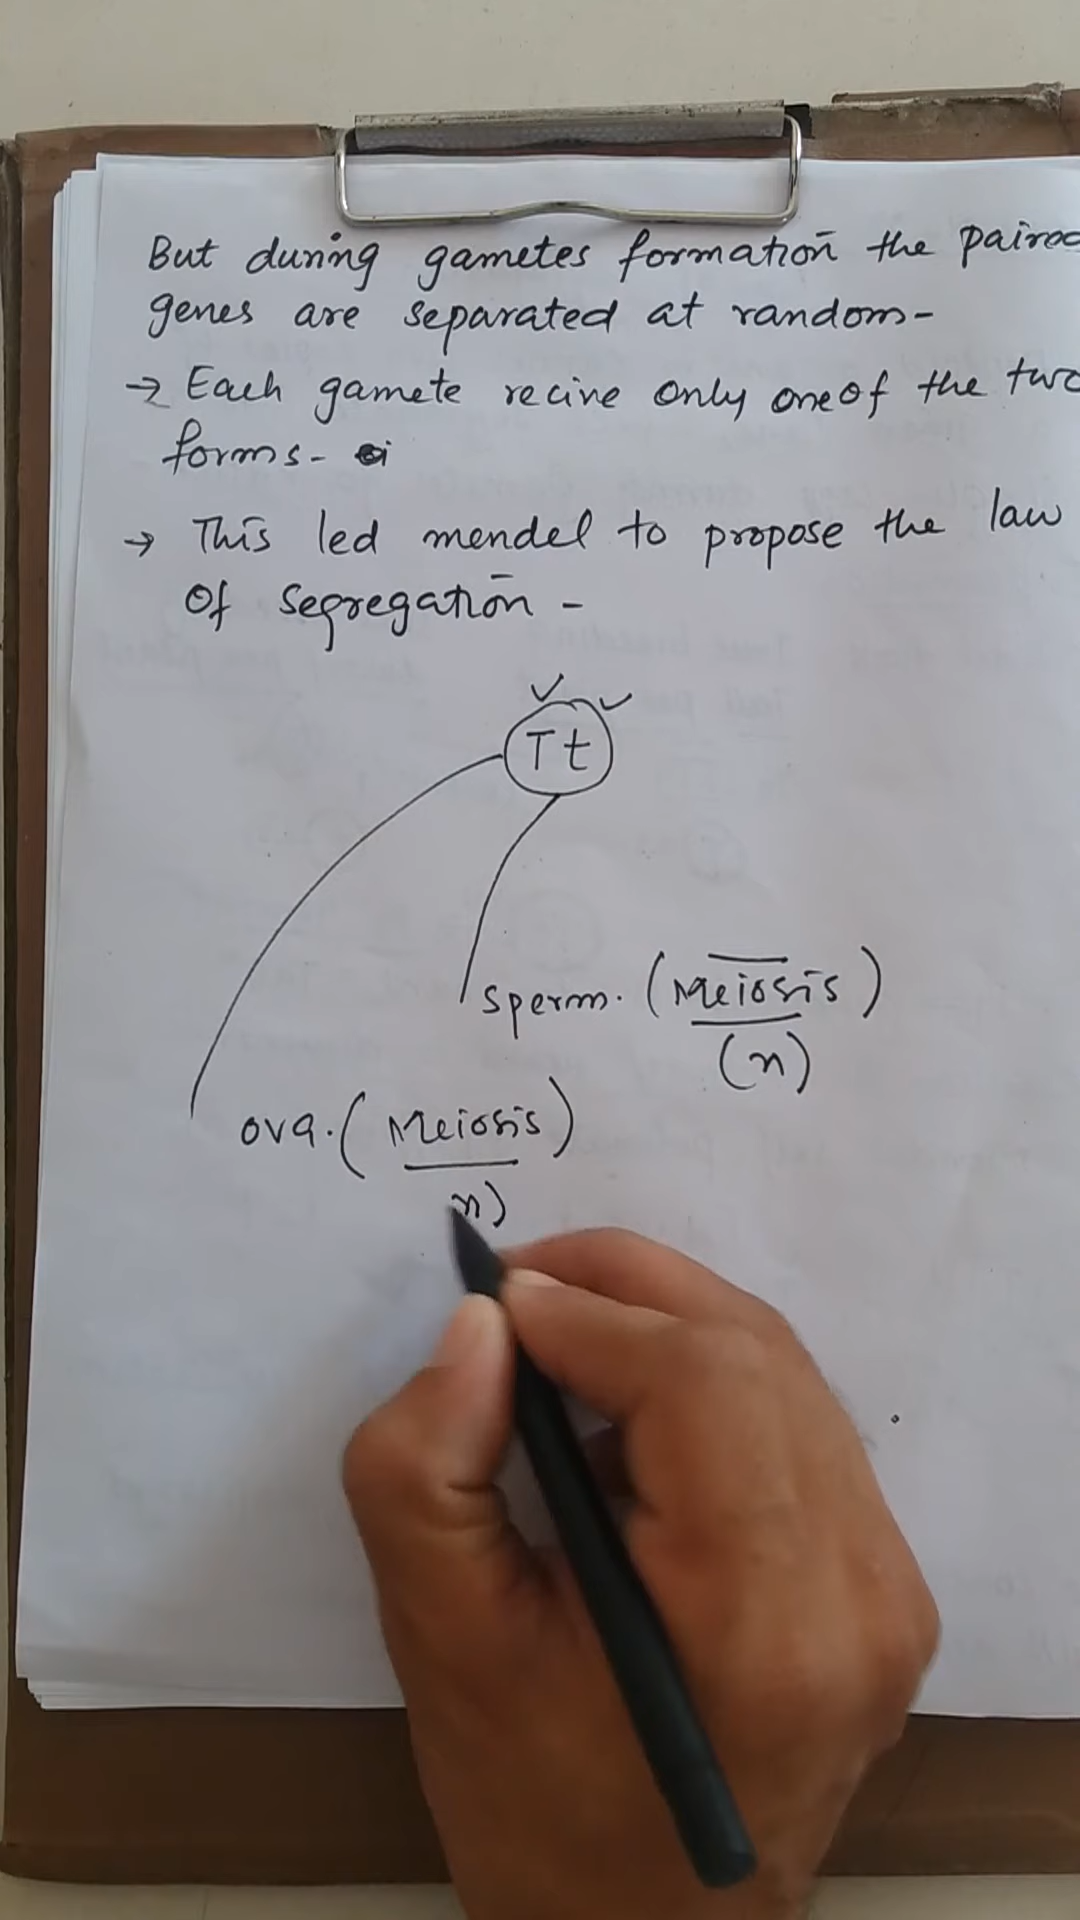 But during gametes formation the paired
genes are separated at random-
→ Each gamete recive only one of the two
forms-
→ This led mendel to propose the law
of segregation -
Tt
sperm. (Meiosis)
(n)
ova. (Meiosis)
n)